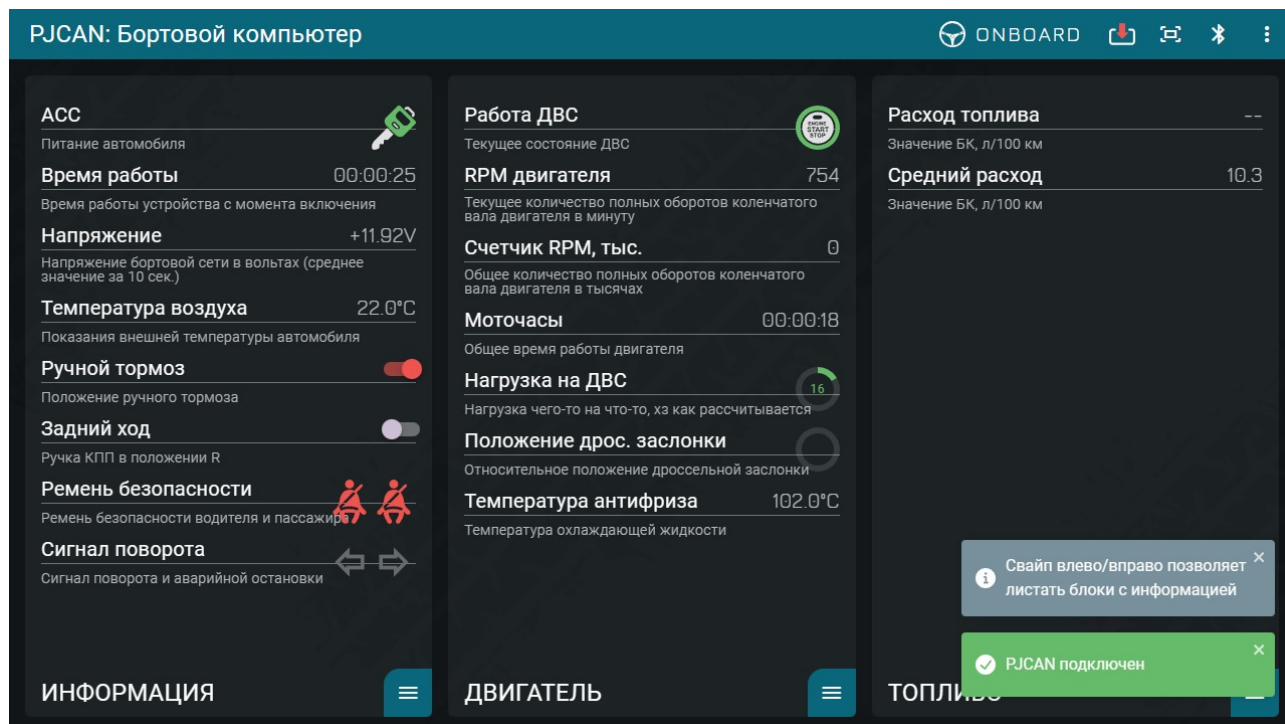 PJCAN: Бортовой компьютер
ONBOARD
ACC
Питание автомобиля
Время работы 00:00:25
Время работы устройства с момента включения
Напряжение +11.92V
Напряжение бортовой сети в вольтах (среднее
значение за 10 сек.)
Температура воздуха 22.0°C
Показания внешней температуры автомобиля
Ручной тормоз
Положение ручного тормоза
Задний ход
Ручка КПП в положении R
Ремень безопасности
Ремень безопасности водителя и пассажира
Сигнал поворота
Сигнал поворота и аварийной остановки
ИНФОРМАЦИЯ
Работа ДВС
ENGINE
START
STOP
Текущее состояние ДВС
RPM двигателя 754
Текущее количество полных оборотов коленчатого
вала двигателя в минуту
Счетчик RPM, тыс. 0
Общее количество полных оборотов коленчатого
вала двигателя в тысячах
Моточасы 00:00:18
Общее время работы двигателя
Нагрузка на ДВС 16
Нагрузка чего-то на что-то, хз как рассчитывается
Положение дрос. заслонки
Относительное положение дроссельной заслонки
Температура антифриза 102.0°C
Температура охлаждающей жидкости
ДВИГАТЕЛЬ
Расход топлива --
Значение БК, л/100 км
Средний расход 10.3
Значение БК, л/100 км
Свайп влево/вправо позволяет
листать блоки с информацией
PJCAN подключен
ТОПЛИВО